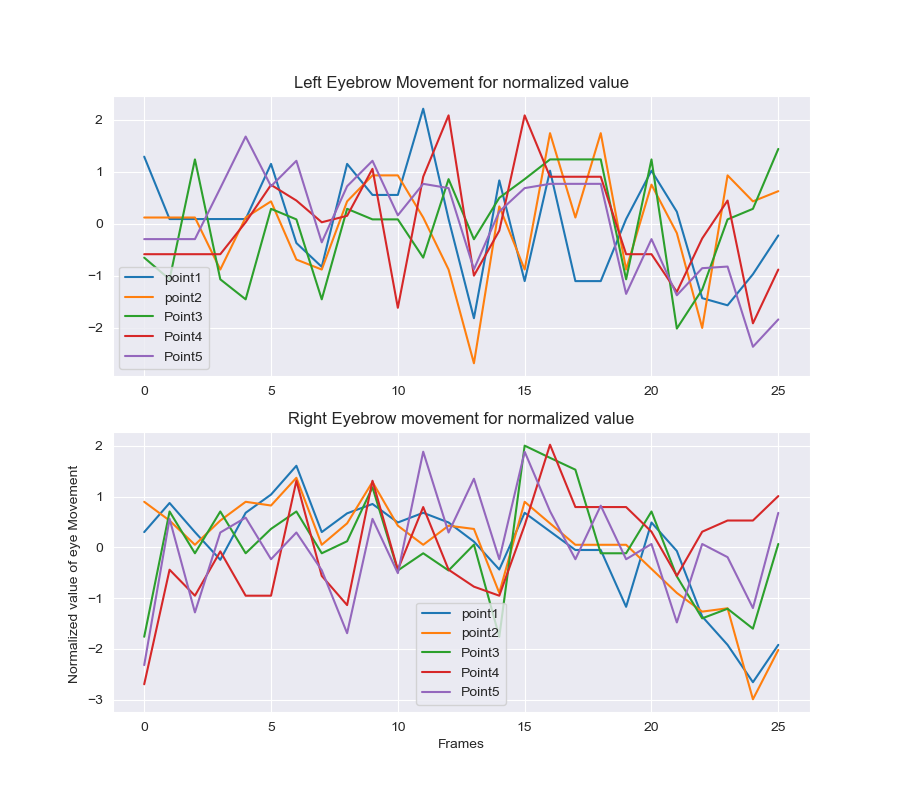 Left Eyebrow Movement for normalized value
2
1
0
−1
−2
point1
point2
Point3
Point4
Point5
0 5 10 15 20 25
Right Eyebrow movement for normalized value
Normalized value of eye Movement
2
1
0
−1
−2
−3
point1
point2
Point3
Point4
Point5
0 5 10 15 20 25
Frames